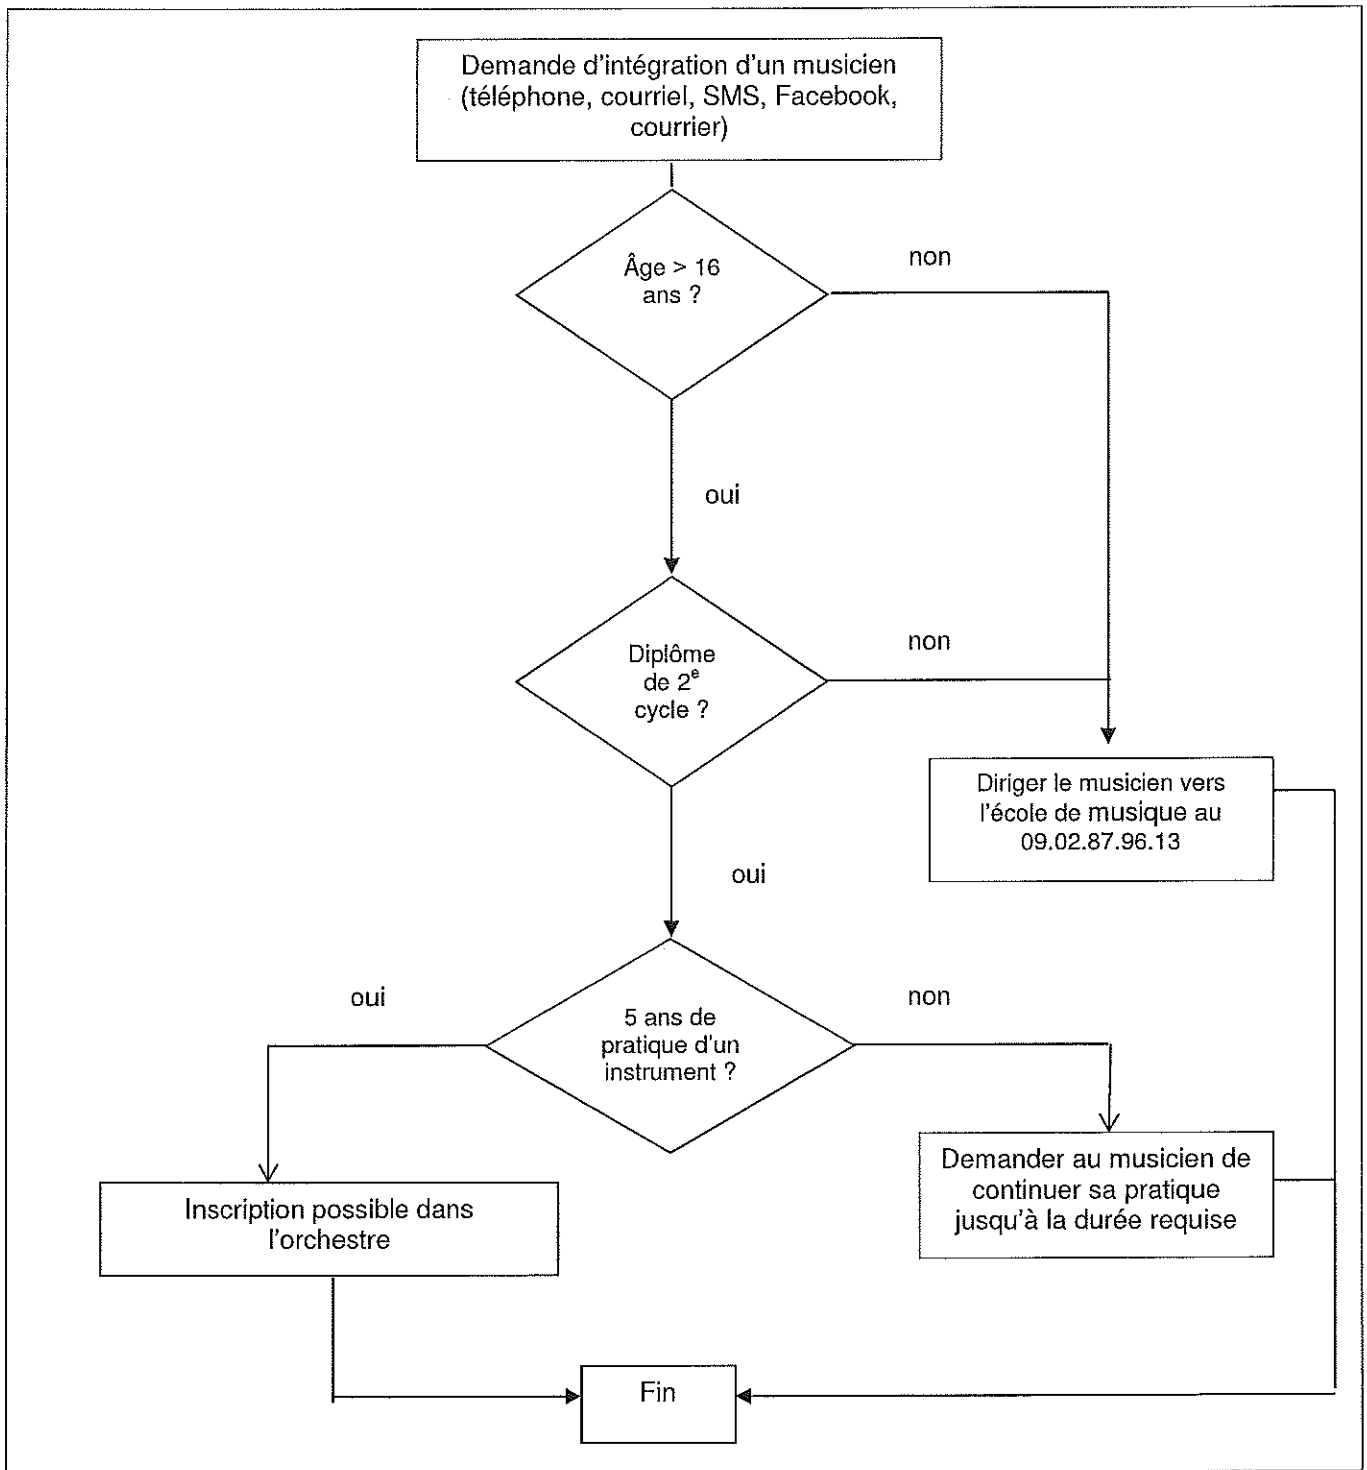 Demande d'intégration d'un musicien
(téléphone, courriel, SMS, Facebook,
courrier)
Âge > 16
ans ?
non
oui
Diplôme
de 2e
cycle ?
non
Diriger le musicien vers
l'école de musique au
09.02.87.96.13
oui
5 ans de
pratique d'un
instrument ?
oui
non
Inscription possible dans
l'orchestre
Demander au musicien de
continuer sa pratique
jusqu'à la durée requise
Fin